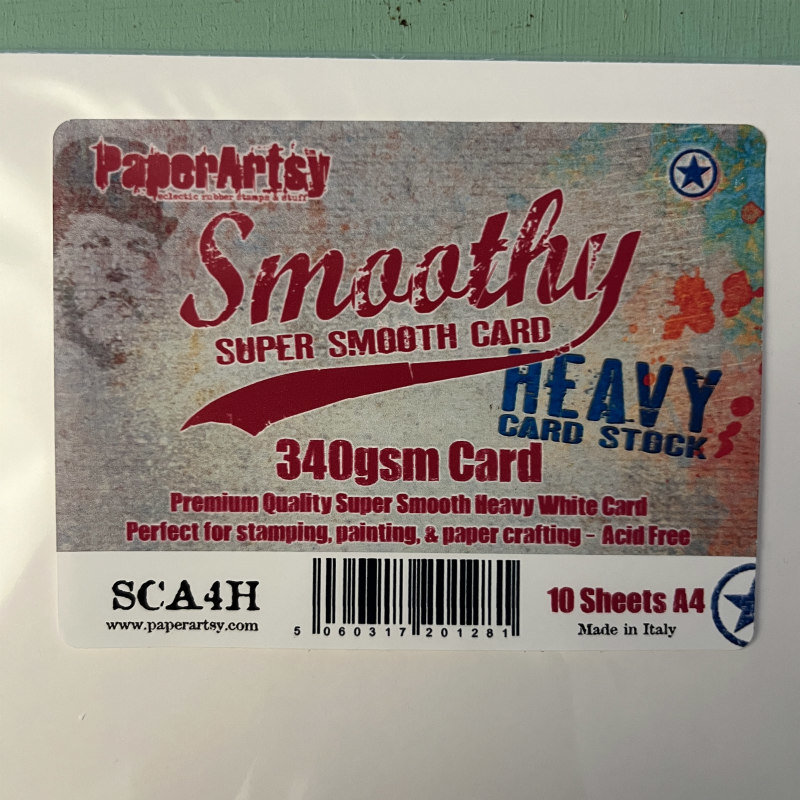 PaperArtsy
eclectic rubber stamps & stuff
Smoothy
SUPER SMOOTH CARD
HEAVY
CARD STOCK
340gsm Card
Premium Quality Super Smooth Heavy White Card
Perfect for stamping, painting, & paper crafting - Acid Free
SCA4H
www.paperartsy.com
5 060317 201281
10 Sheets A4
Made in Italy